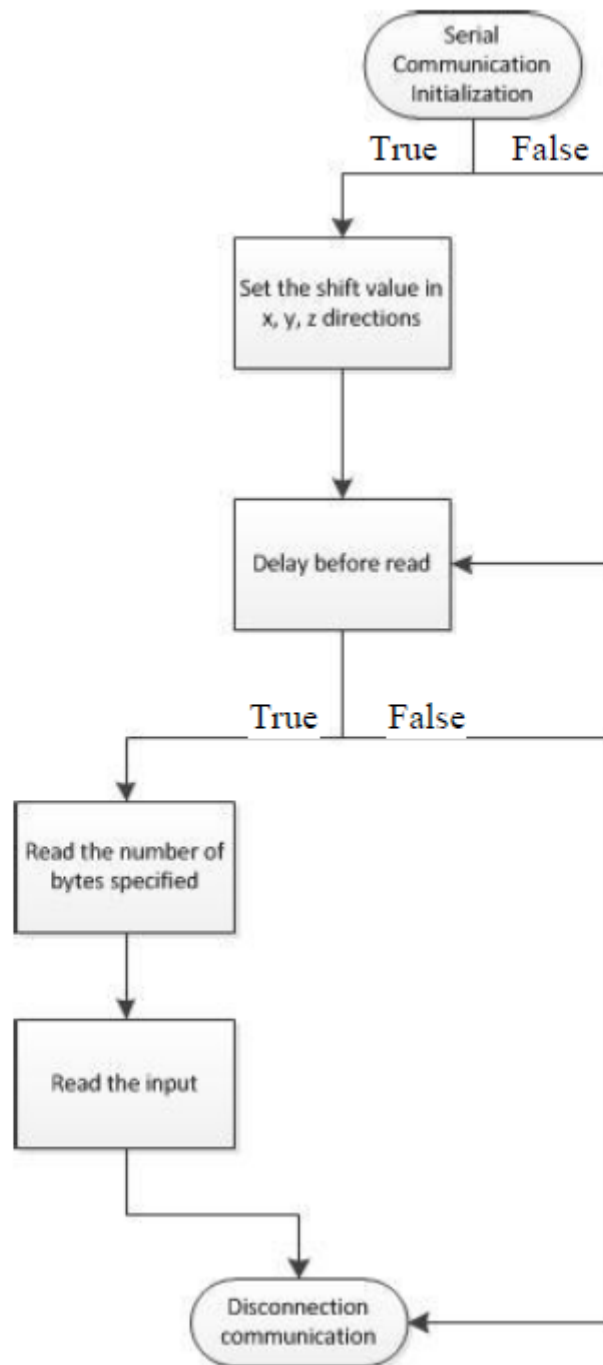 Serial
Communication
Initialization
True False
Set the shift value in
x, y, z directions
Delay before read
True False
Read the number of
bytes specified
Read the input
Disconnection
communication